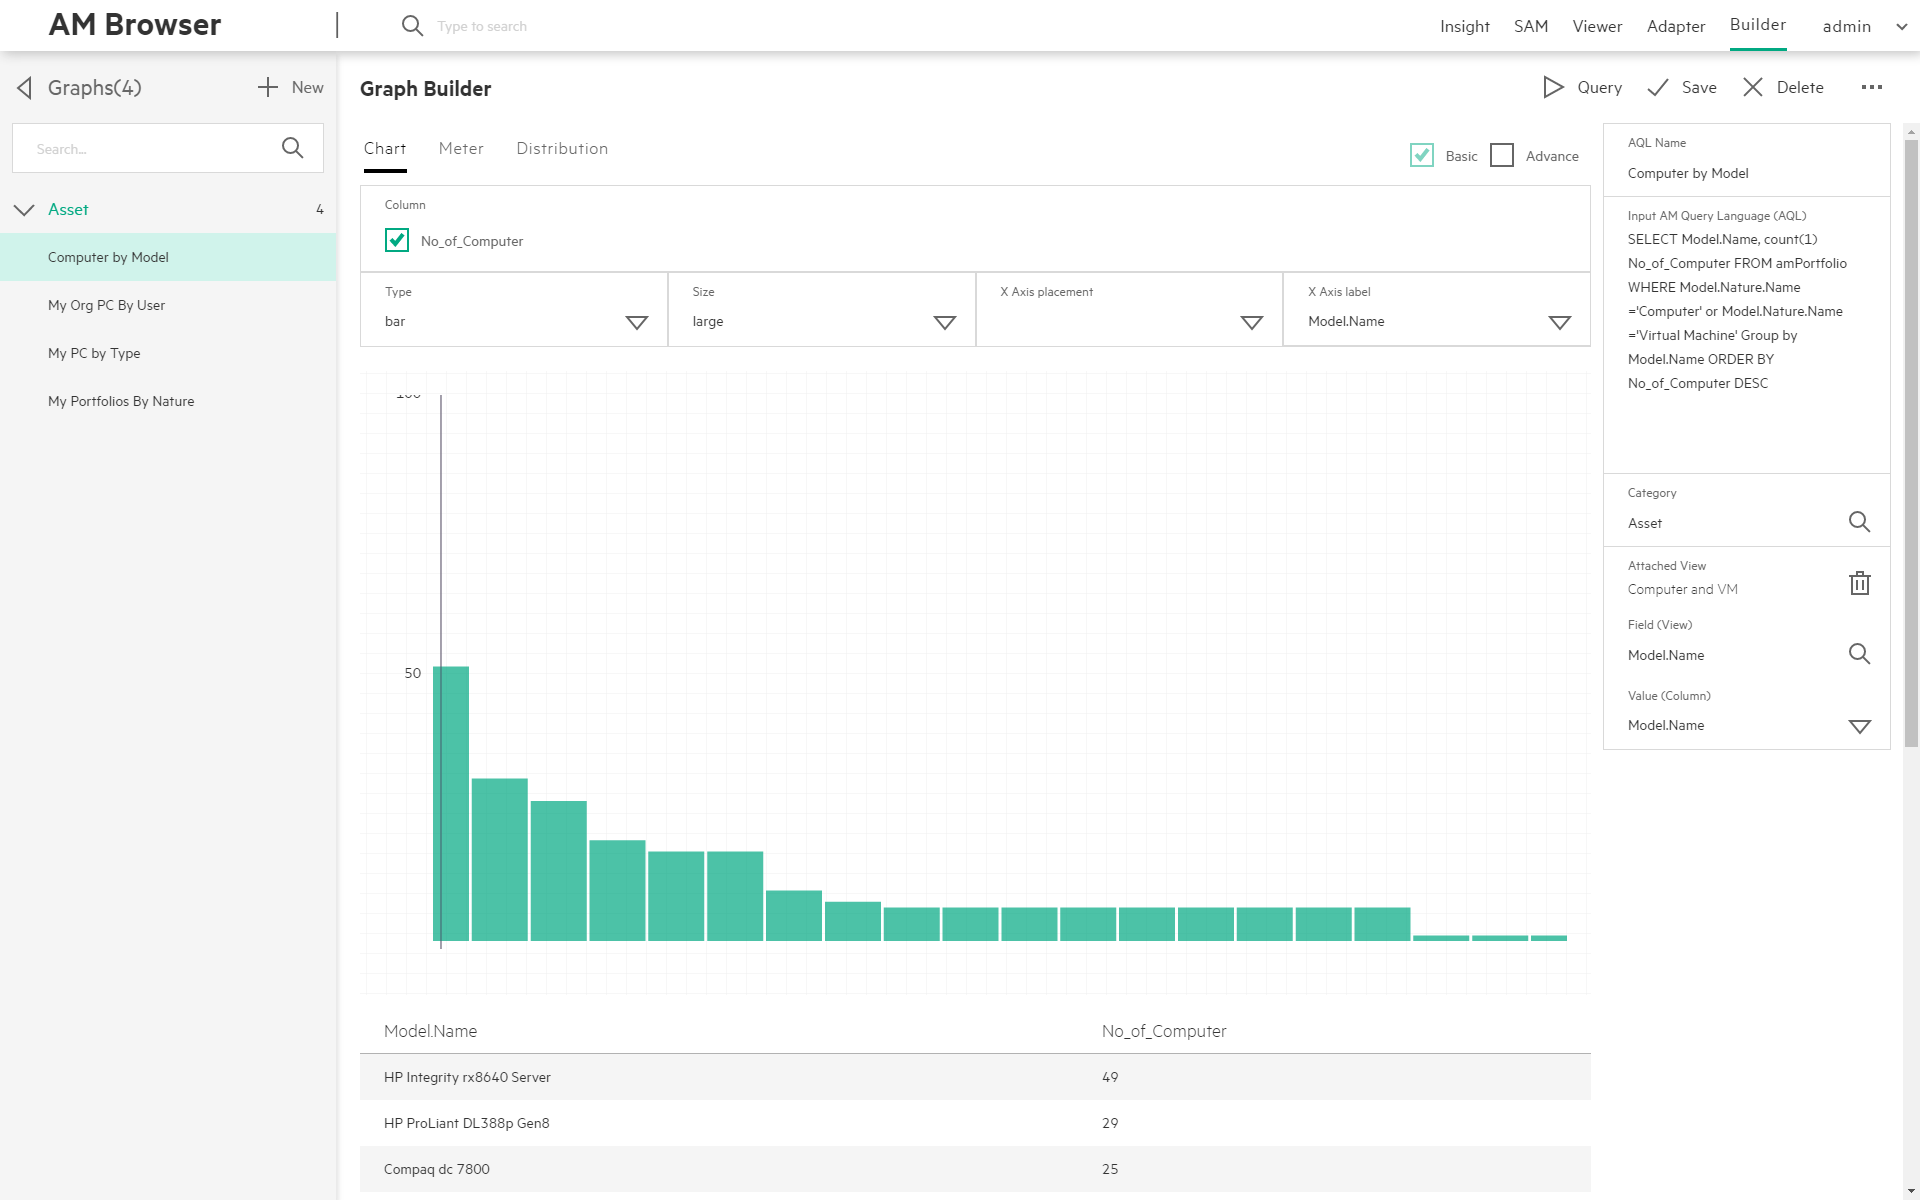 AM Browser
Type to search
Insight SAM Viewer Adapter Builder admin
Graphs(4) New
Search...
Asset 4
Computer by Model
My Org PC By User
My PC by Type
My Portfolios By Nature
Graph Builder
Query Save Delete
Chart Meter Distribution
Basic Advance
Column
No_of_Computer
Type Size X Axis placement X Axis label
bar large Model.Name
100
50
Model.Name No_of_Computer
HP Integrity rx8640 Server 49
HP ProLiant DL388p Gen8 29
Compaq dc 7800 25
AQL Name
Computer by Model
Input AM Query Language (AQL)
SELECT Model.Name, count(1)
No_of_Computer FROM amPortfolio
WHERE Model.Nature.Name
='Computer' or Model.Nature.Name
='Virtual Machine' Group by
Model.Name ORDER BY
No_of_Computer DESC
Category
Asset
Attached View
Computer and VM
Field (View)
Model.Name
Value (Column)
Model.Name